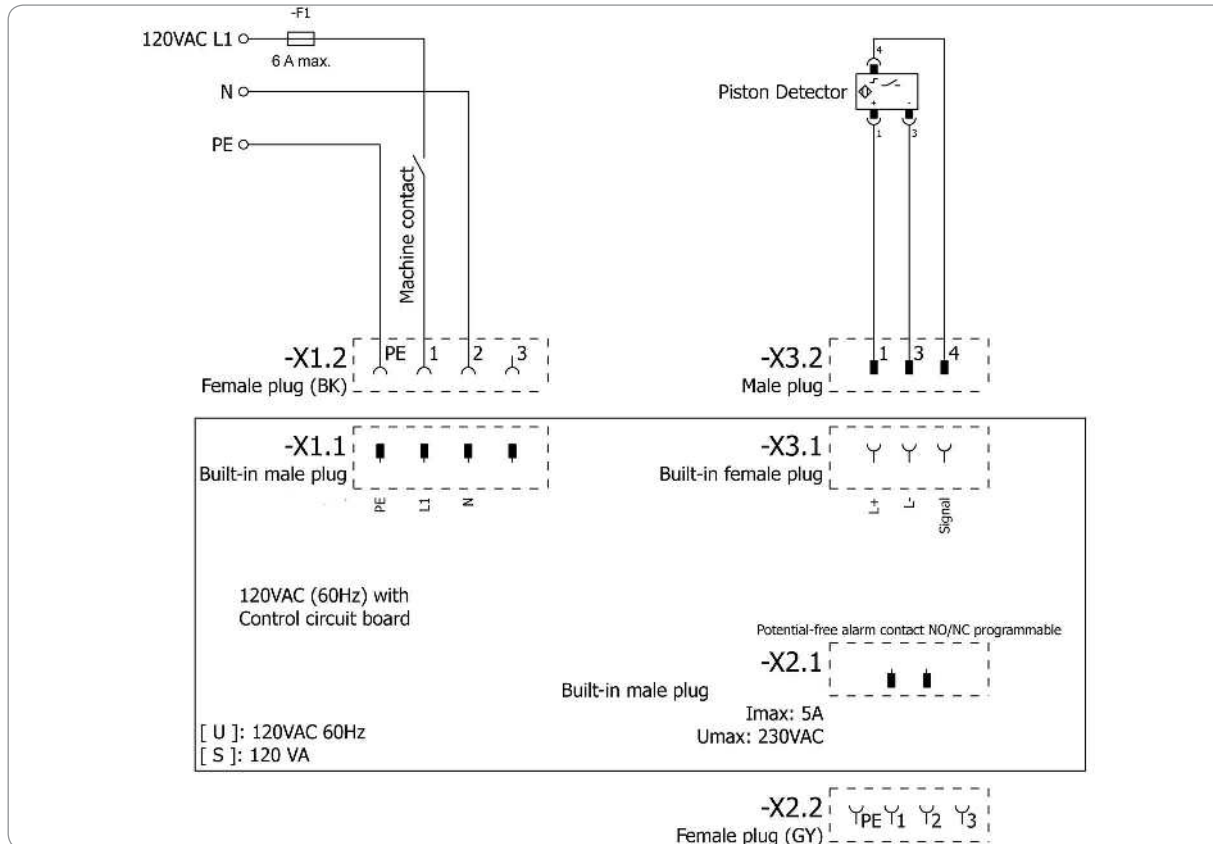 -F1
120VAC L1
6 A max.
N
PE
Machine contact
4
Piston Detector
+ -
1 3
-X1.2 PE 1 2 3
Female plug (BK)
-X3.2 1 3 4
Male plug
-X1.1
Built-in male plug
PE L1 N
-X3.1
Built-in female plug
L+ L- Signal
120VAC (60Hz) with
Control circuit board
Potential-free alarm contact NO/NC programmable
-X2.1
Built-in male plug
Imax: 5A
Umax: 230VAC
[ U ]: 120VAC 60Hz
[ S ]: 120 VA
-X2.2 PE 1 2 3
Female plug (GY)